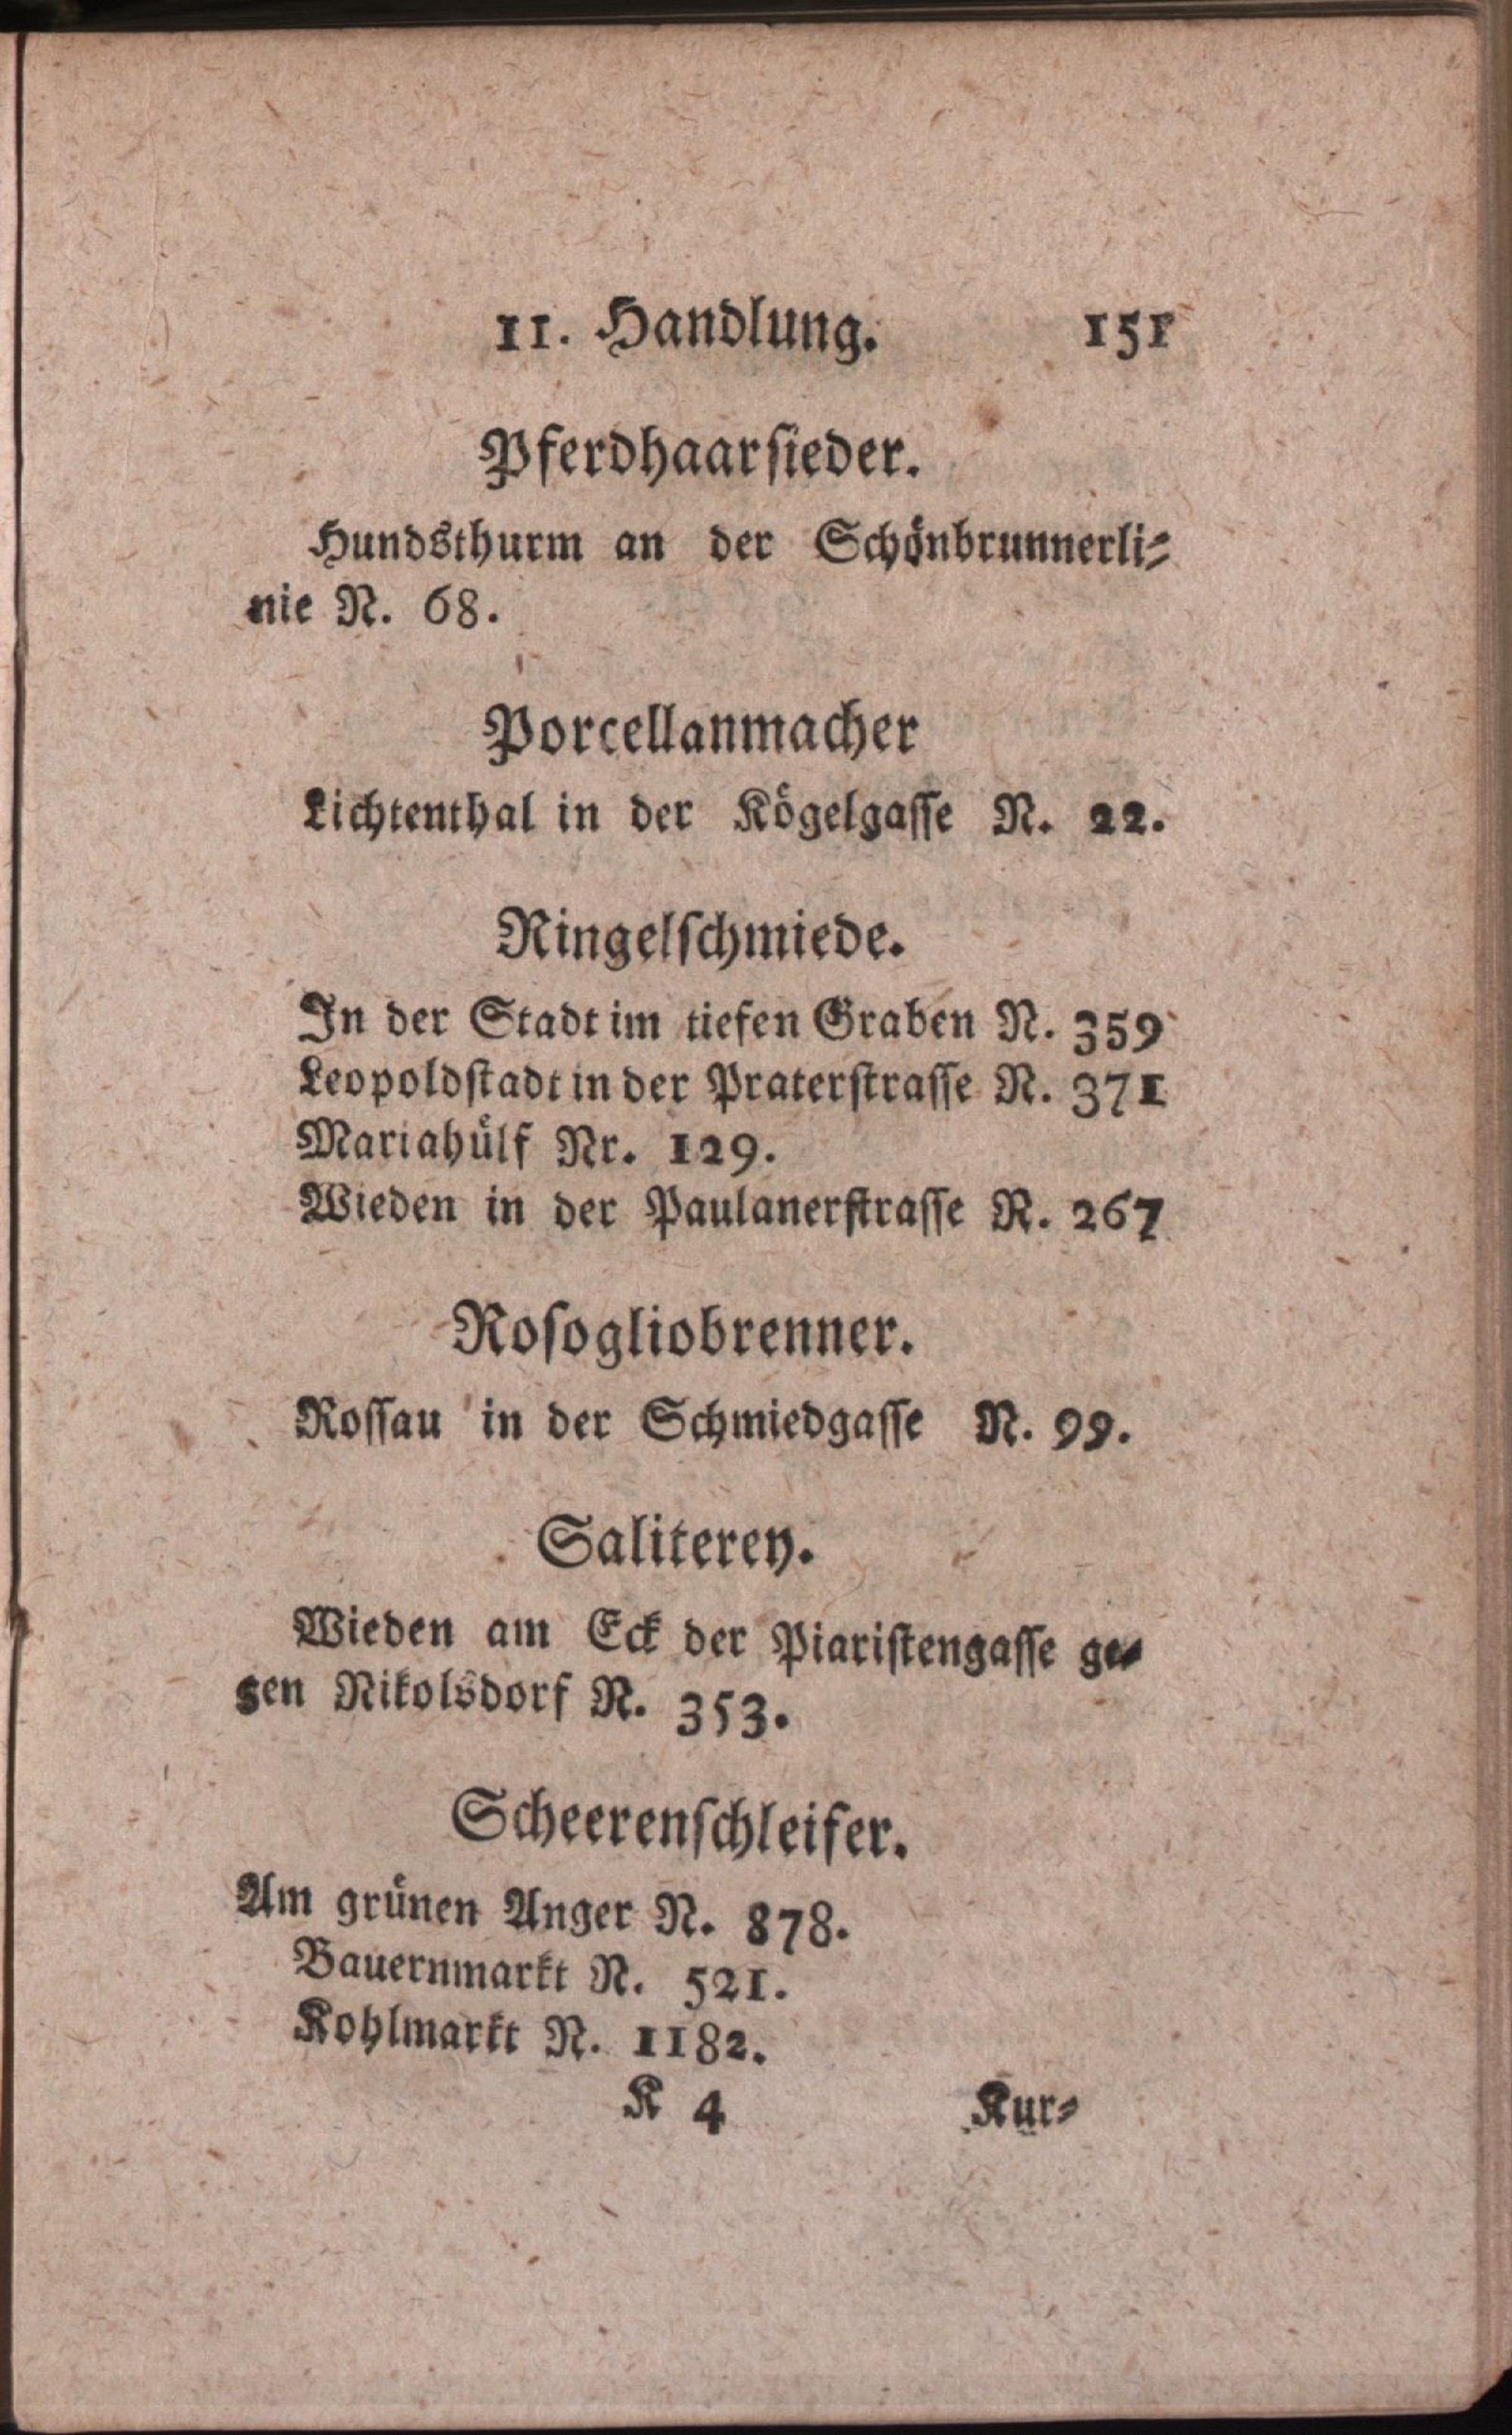 11. Handlung. 151
Pferdhaarsieder.
Hundsthurm an der Schönbrunnerli-
nie N. 68.
Porcellanmacher
Lichtenthal in der Kögelgasse N. 22.
Ringelschmiede.
In der Stadt im tiefen Graben N. 359
Leopoldstadt in der Praterstrasse N. 371
Mariahülf Nr. 129.
Wieden in der Paulanerstrasse N. 267
Rosogliobrenner.
Rossau in der Schmiedgasse N. 99.
Saliterey.
Wieden am Eck der Piaristengasse ge-
gen Nikolsdorf N. 353.
Scheerenschleifer.
Am grünen Anger N. 878.
Bauernmarkt N. 521.
Kohlmarkt N. 1182.
K 4 Kur-